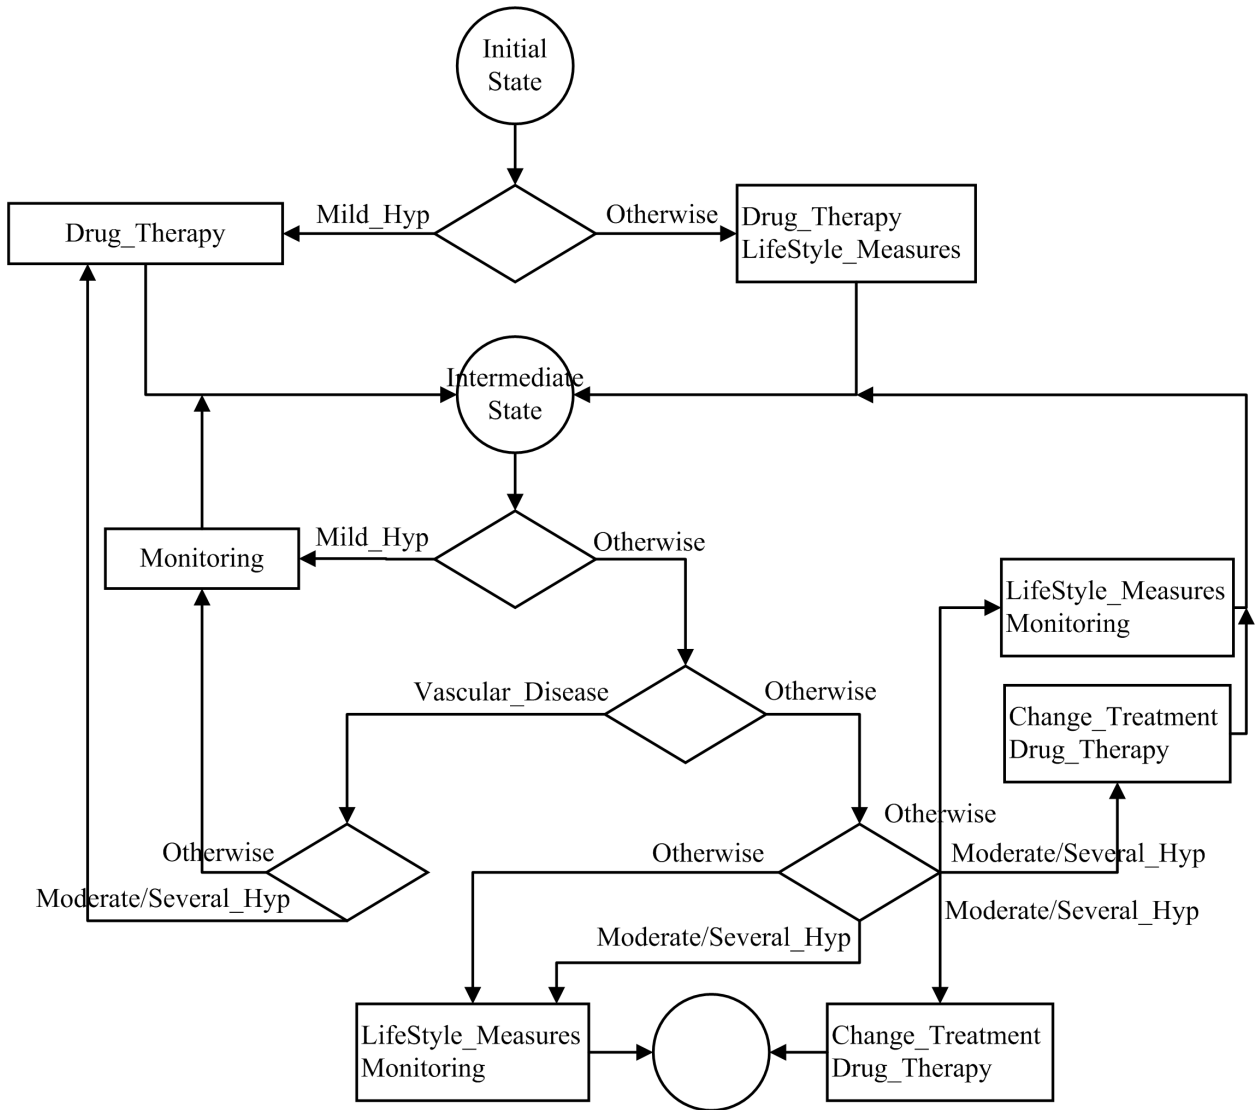 Initial
State
Mild_Hyp
Otherwise
Drug_Therapy
Drug_Therapy
LifeStyle_Measures
Intermediate
State
Mild_Hyp
Otherwise
Monitoring
LifeStyle_Measures
Monitoring
Vascular_Disease
Otherwise
Change_Treatment
Drug_Therapy
Otherwise
Otherwise
Otherwise
Moderate/Several_Hyp
Moderate/Several_Hyp
Moderate/Several_Hyp
Moderate/Several_Hyp
LifeStyle_Measures
Monitoring
Change_Treatment
Drug_Therapy